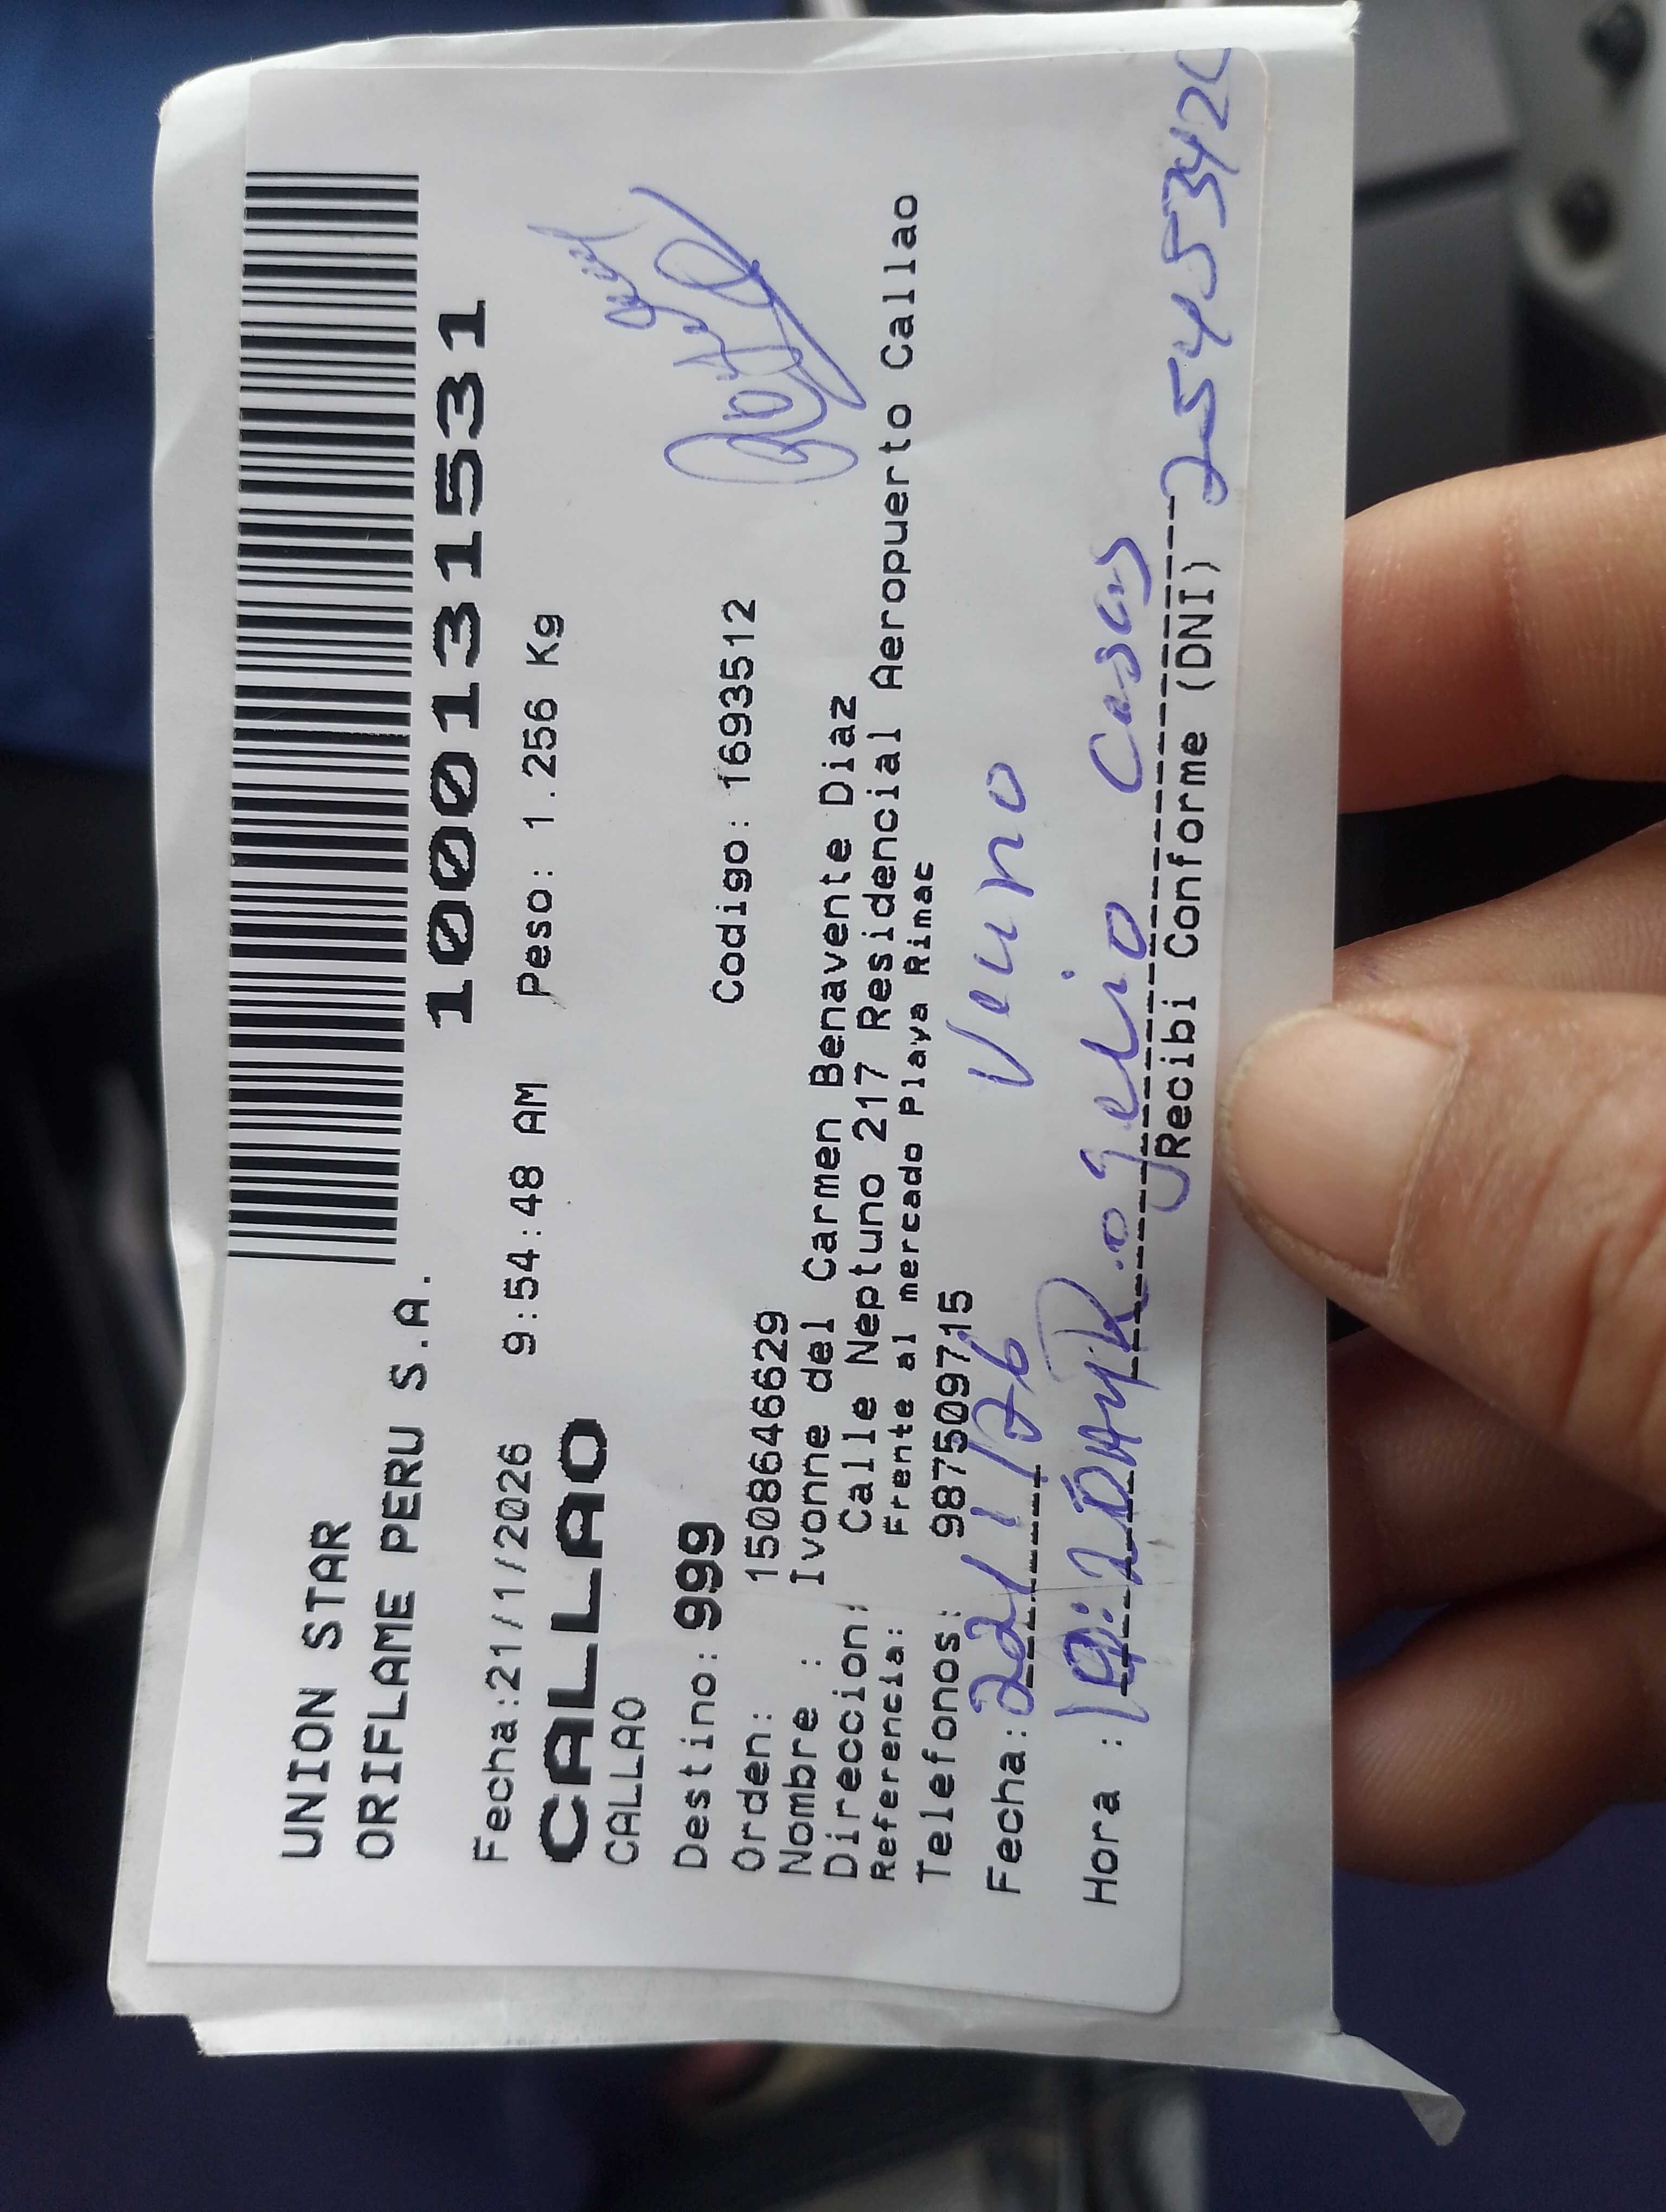 UNION STAR
ORIFLAME PERU S.A.
1000131531
Fecha:21/1/2026 9:54:48 AM Peso: 1.256 Kg
CALLAO
CALLAO
Destino: 999 Codigo: 1693512
Orden: 1508646629
Nombre : Ivonne del Carmen Benavente Diaz
Direccion: Calle Neptuno 217 Residencial Aeropuerto Callao
Referencia: Frente al mercado Playa Rimac
Telefonos: 987509715
Fecha: 22/1/26 Vecino
Hora : Rogelio Casas
Recibi Conforme (DNI) 2545342